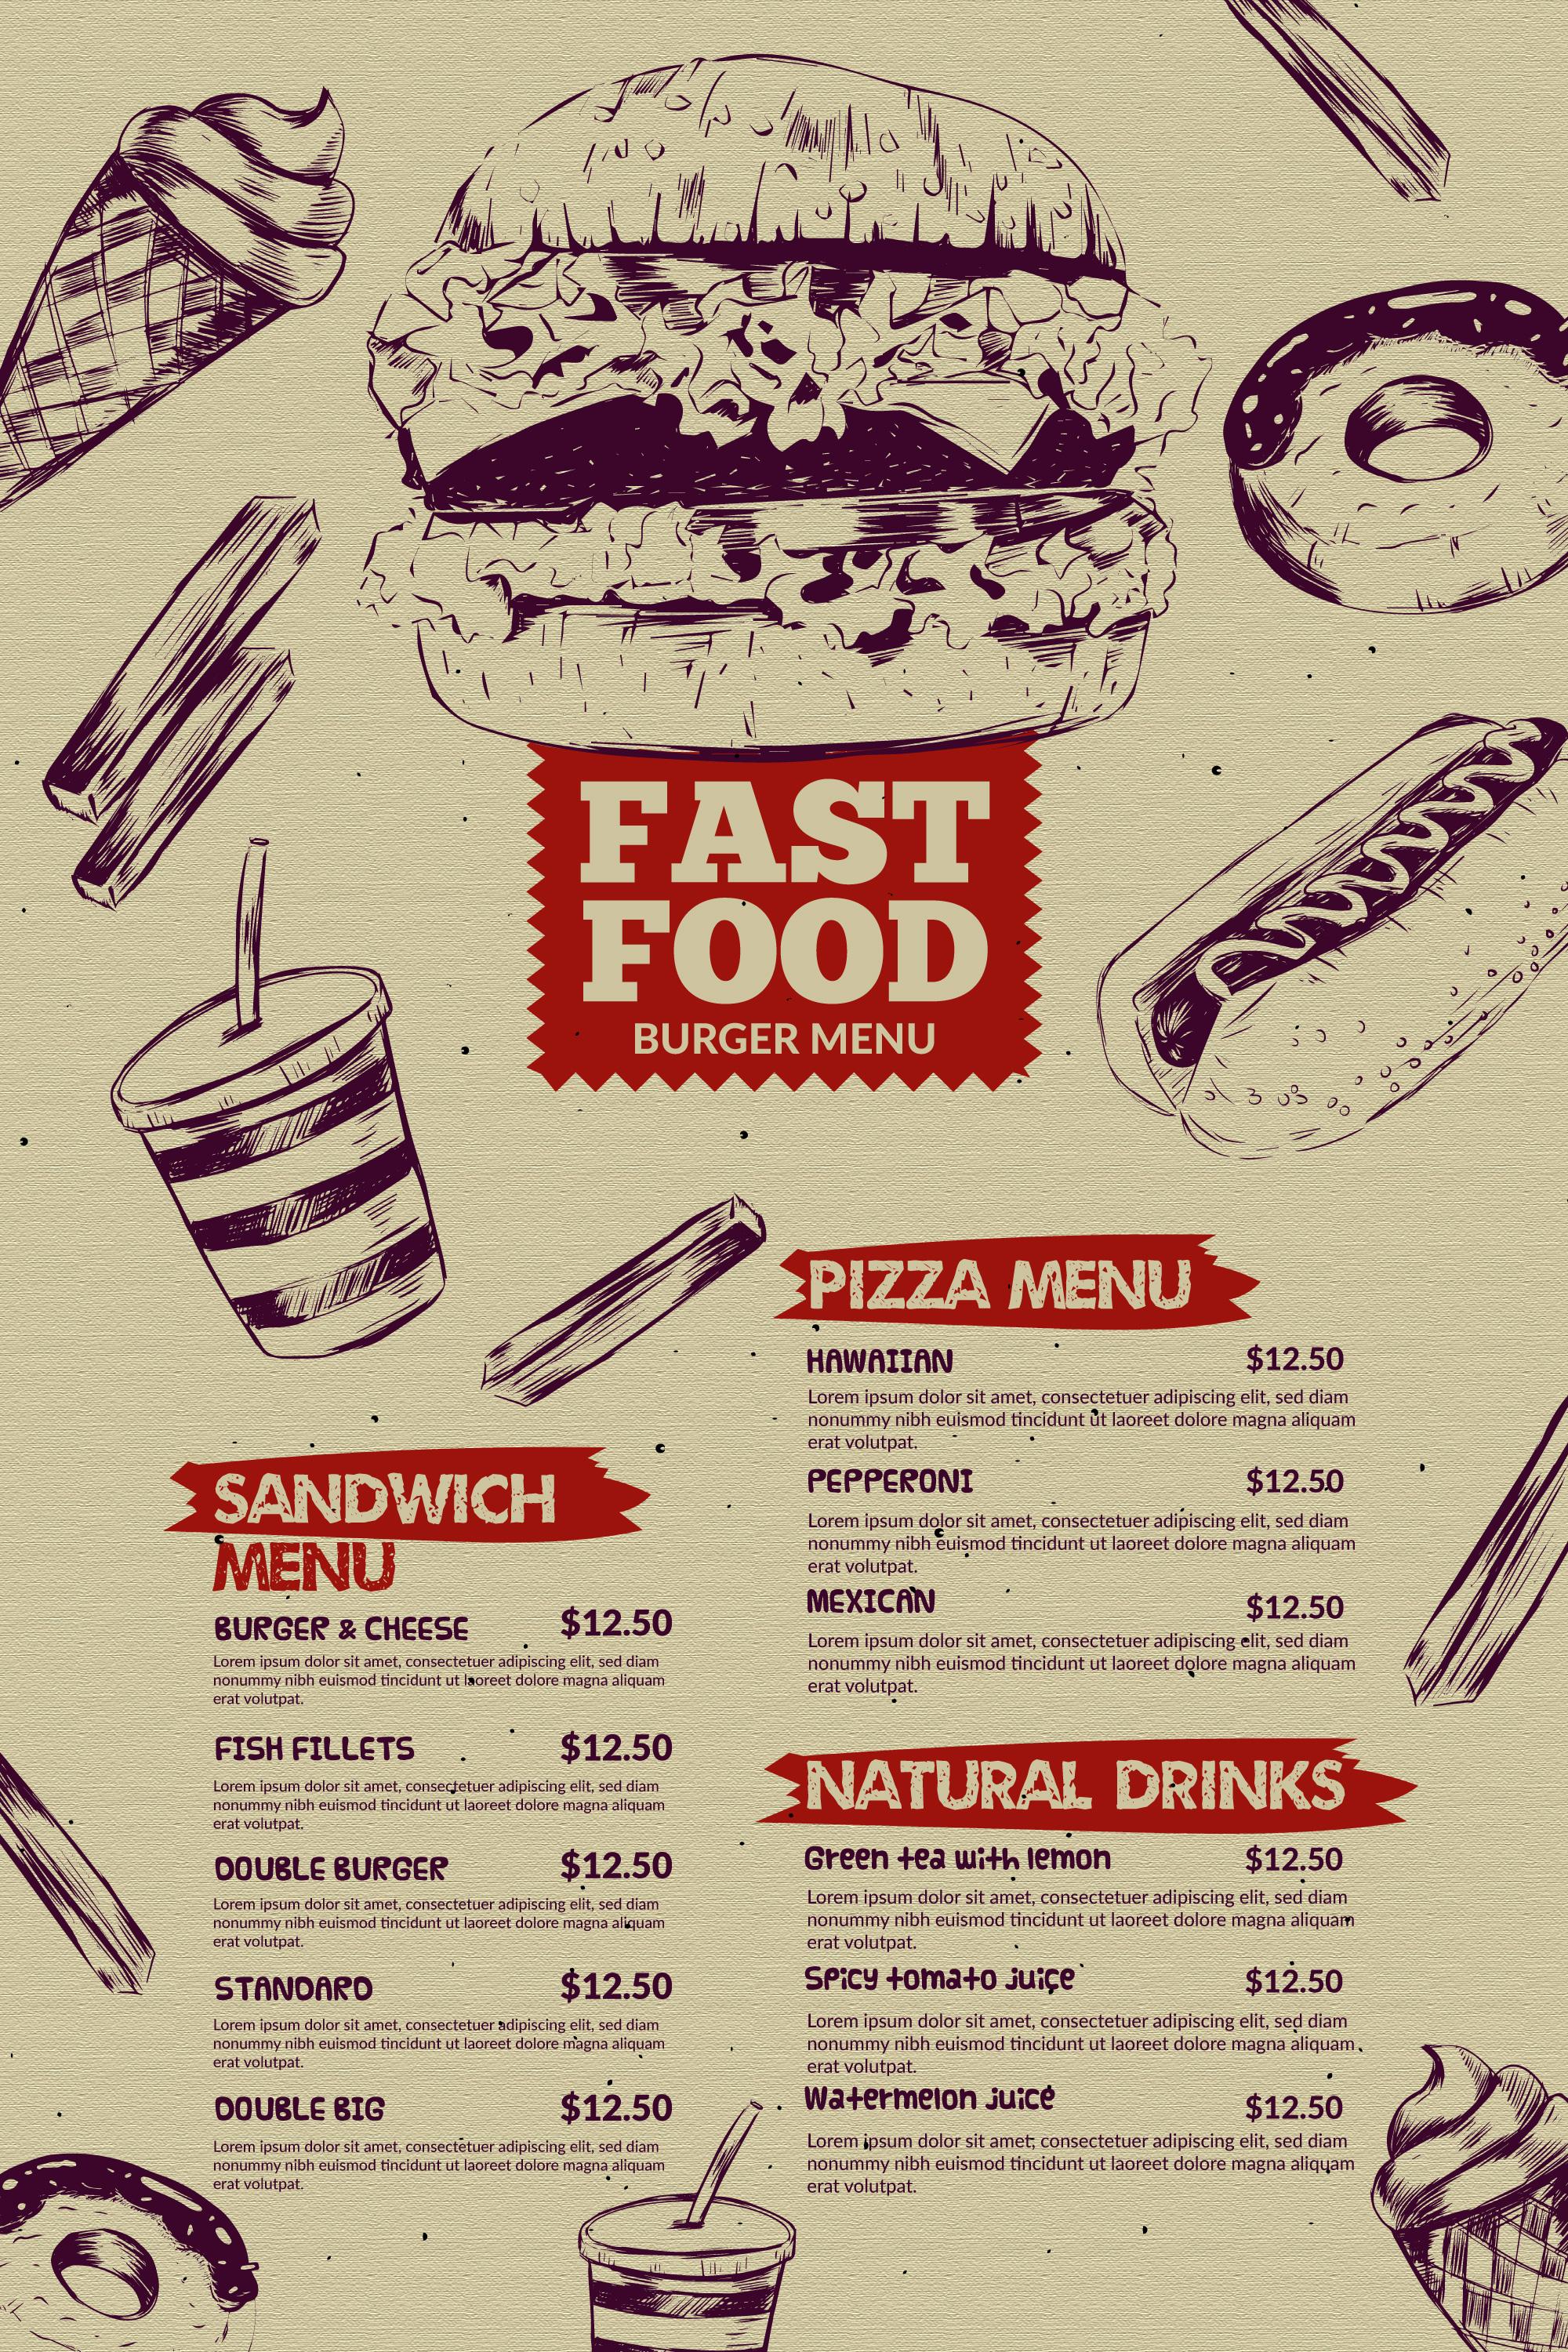 FAST
FOOD
BURGER MENU
SANDWICH
MENU
BURGER & CHEESE $12.50
Lorem ipsum dolor sit amet, consectetuer adipiscing elit, sed diam
nonummy nibh euismod tincidunt ut laoreet dolore magna aliquam
erat volutpat.
FISH FILLETS $12.50
Lorem ipsum dolor sit amet, consectetuer adipiscing elit, sed diam
nonummy nibh euismod tincidunt ut laoreet dolore magna aliquam
erat volutpat.
DOUBLE BURGER $12.50
Lorem ipsum dolor sit amet, consectetuer adipiscing elit, sed diam
nonummy nibh euismod tincidunt ut laoreet dolore magna aliquam
erat volutpat.
STANDARD $12.50
Lorem ipsum dolor sit amet, consectetuer adipiscing elit, sed diam
nonummy nibh euismod tincidunt ut laoreet dolore magna aliquam
erat volutpat.
DOUBLE BIG $12.50
Lorem ipsum dolor sit amet, consectetuer adipiscing elit, sed diam
nonummy nibh euismod tincidunt ut laoreet dolore magna aliquam
erat volutpat.
PIZZA MENU
HAWAIIAN $12.50
Lorem ipsum dolor sit amet, consectetuer adipiscing elit, sed diam
nonummy nibh euismod tincidunt ut laoreet dolore magna aliquam
erat volutpat.
PEPPERONI $12.50
Lorem ipsum dolor sit amet, consectetuer adipiscing elit, sed diam
nonummy nibh euismod tincidunt ut laoreet dolore magna aliquam
erat volutpat.
MEXICAN $12.50
Lorem ipsum dolor sit amet, consectetuer adipiscing elit, sed diam
nonummy nibh euismod tincidunt ut laoreet dolore magna aliquam
erat volutpat.
NATURAL DRINKS
Green tea with lemon $12.50
Lorem ipsum dolor sit amet, consectetuer adipiscing elit, sed diam
nonummy nibh euismod tincidunt ut laoreet dolore magna aliquam
erat volutpat.
Spicy tomato juice $12.50
Lorem ipsum dolor sit amet, consectetuer adipiscing elit, sed diam
nonummy nibh euismod tincidunt ut laoreet dolore magna aliquam
erat volutpat.
Watermelon juice $12.50
Lorem ipsum dolor sit amet, consectetuer adipiscing elit, sed diam
nonummy nibh euismod tincidunt ut laoreet dolore magna aliquam
erat volutpat.